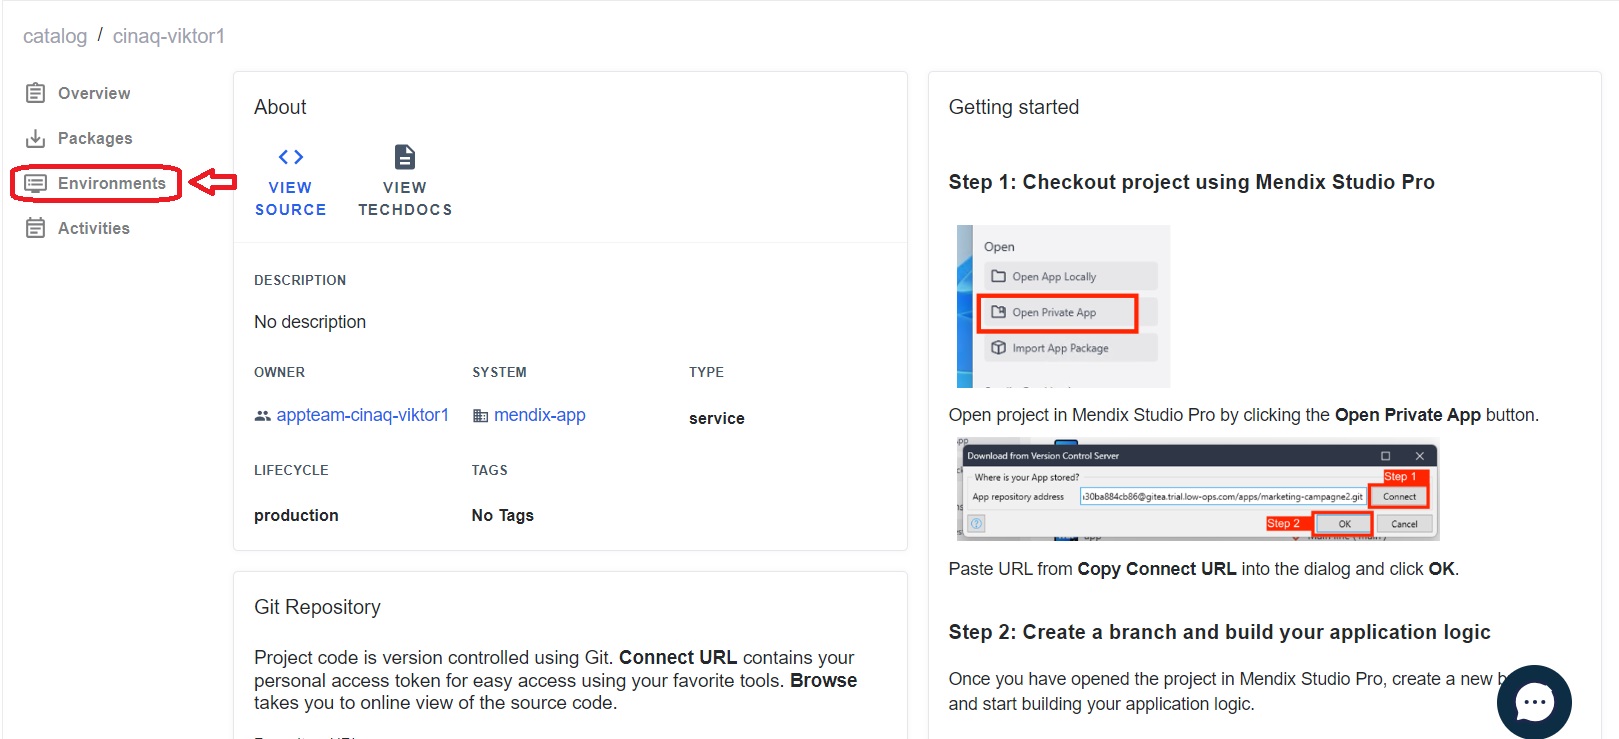 catalog / cinaq-viktor1
Overview
Packages
Environments
Activities
About
VIEW
SOURCE
VIEW
TECHDOCS
DESCRIPTION
No description
OWNER
SYSTEM
TYPE
appteam-cinaq-viktor1
mendix-app
service
LIFECYCLE
TAGS
production
No Tags
Git Repository
Project code is version controlled using Git. Connect URL contains your
personal access token for easy access using your favorite tools. Browse
takes you to online view of the source code.
Getting started
Step 1: Checkout project using Mendix Studio Pro
Open
Open App Locally
Open Private App
Import App Package
Open project in Mendix Studio Pro by clicking the Open Private App button.
Download from Version Control Server
Where is your App stored?
Step 1
App repository address
30ba884cb86@gitea.trial.low-ops.com/apps/marketing-campagne2.git
Connect
Step 2
OK
Cancel
app
Paste URL from Copy Connect URL into the dialog and click OK.
Step 2: Create a branch and build your application logic
Once you have opened the project in Mendix Studio Pro, create a new b
and start building your application logic.